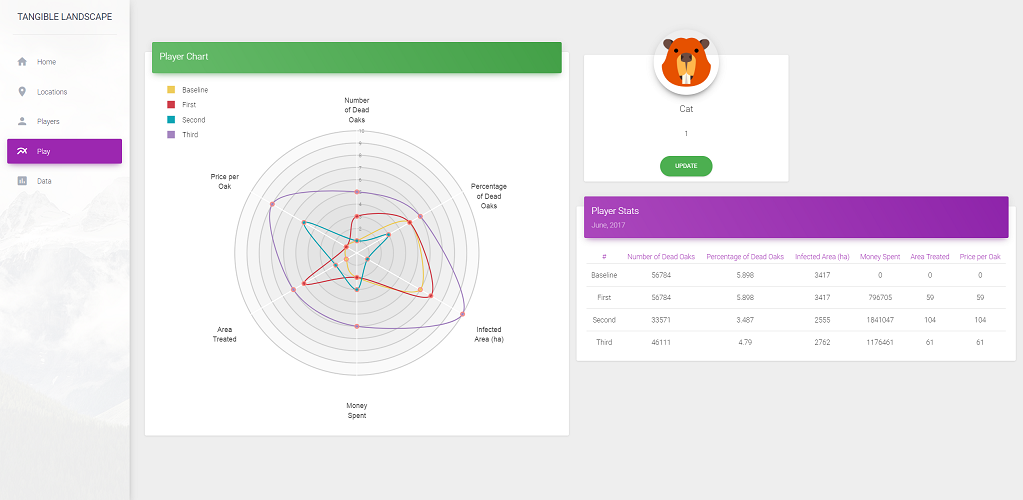 TANGIBLE LANDSCAPE
Home
Locations
Players
Play
Data
Player Chart
Baseline
First
Second
Third
Number
of Dead
Oaks
Percentage
of Dead
Oaks
Infected
Area (ha)
Money
Spent
Area
Treated
Price per
Oak
10
9
8
7
6
4
Cat
1
UPDATE
Player Stats
June, 2017
# Number of Dead Oaks Percentage of Dead Oaks Infected Area (ha) Money Spent Area Treated Price per Oak
Baseline 56784 5.898 3417 0 0 0
First 56784 5.898 3417 796705 59 59
Second 33571 3.487 2555 1841047 104 104
Third 46111 4.79 2762 1176461 61 61